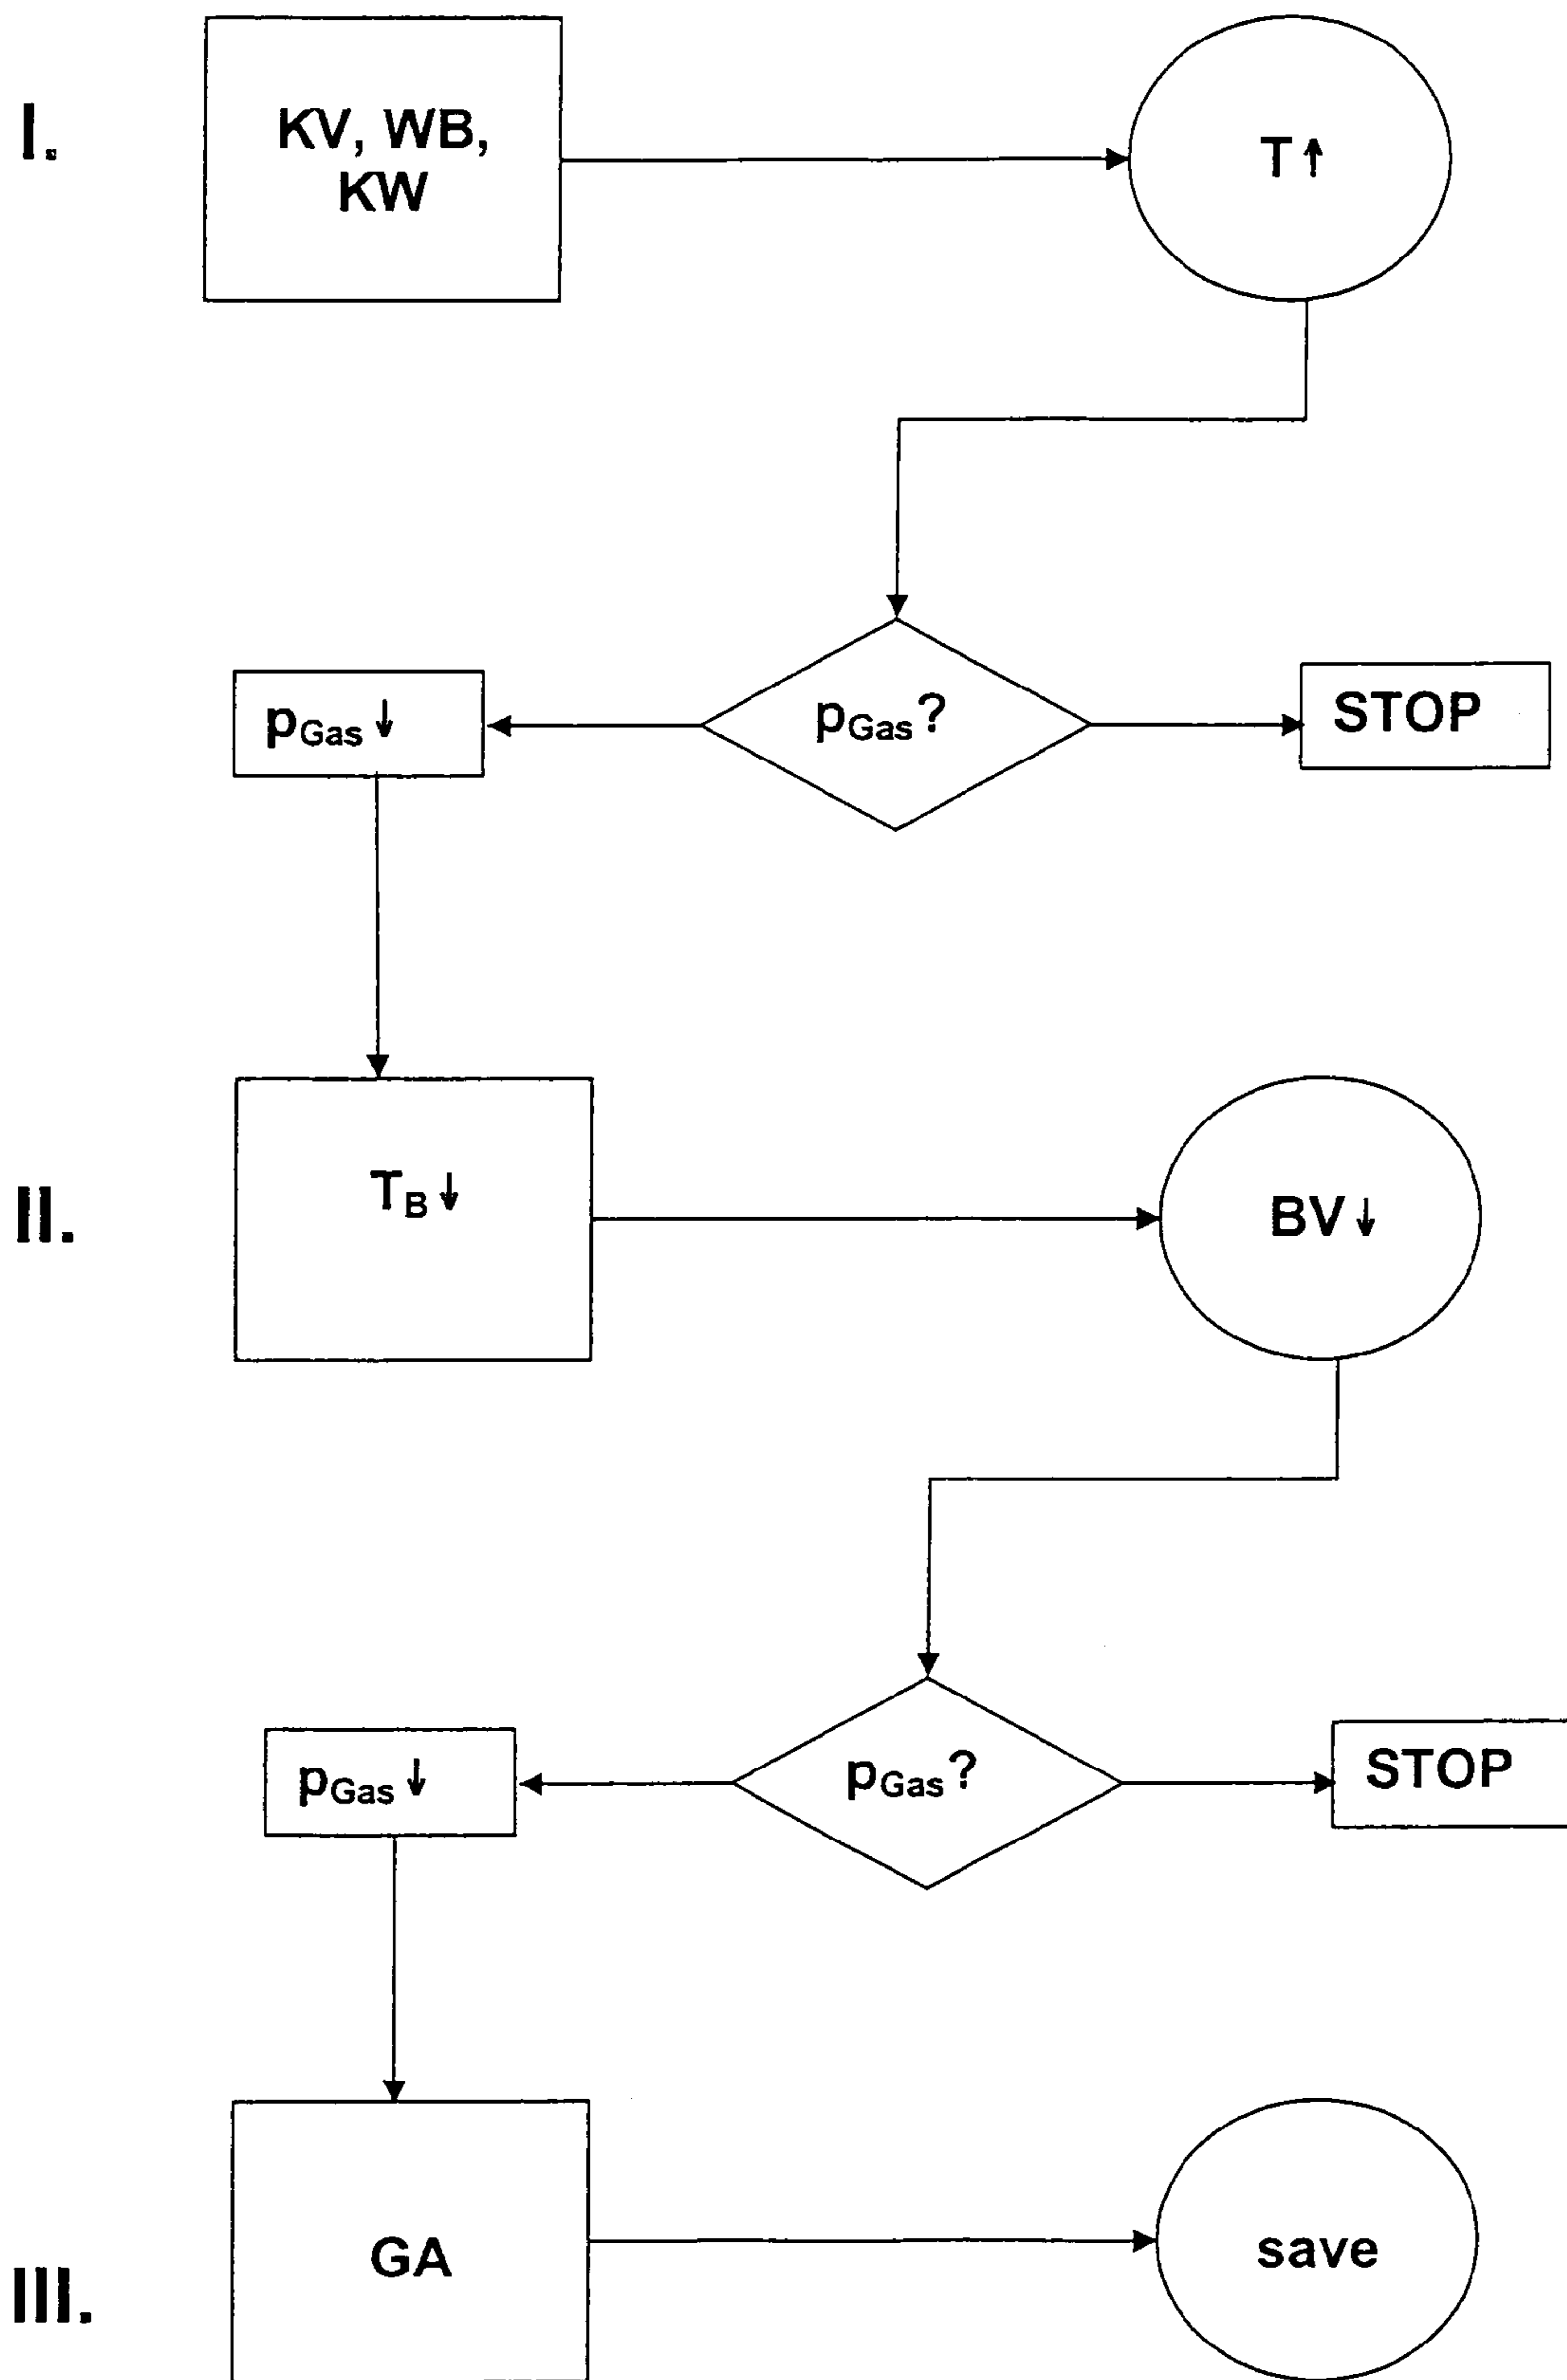 I.
KV, WB,
KW
T↑
pGas↓
pGas?
STOP
II.
TB↓
BV↓
pGas↓
pGas?
STOP
III.
GA
save